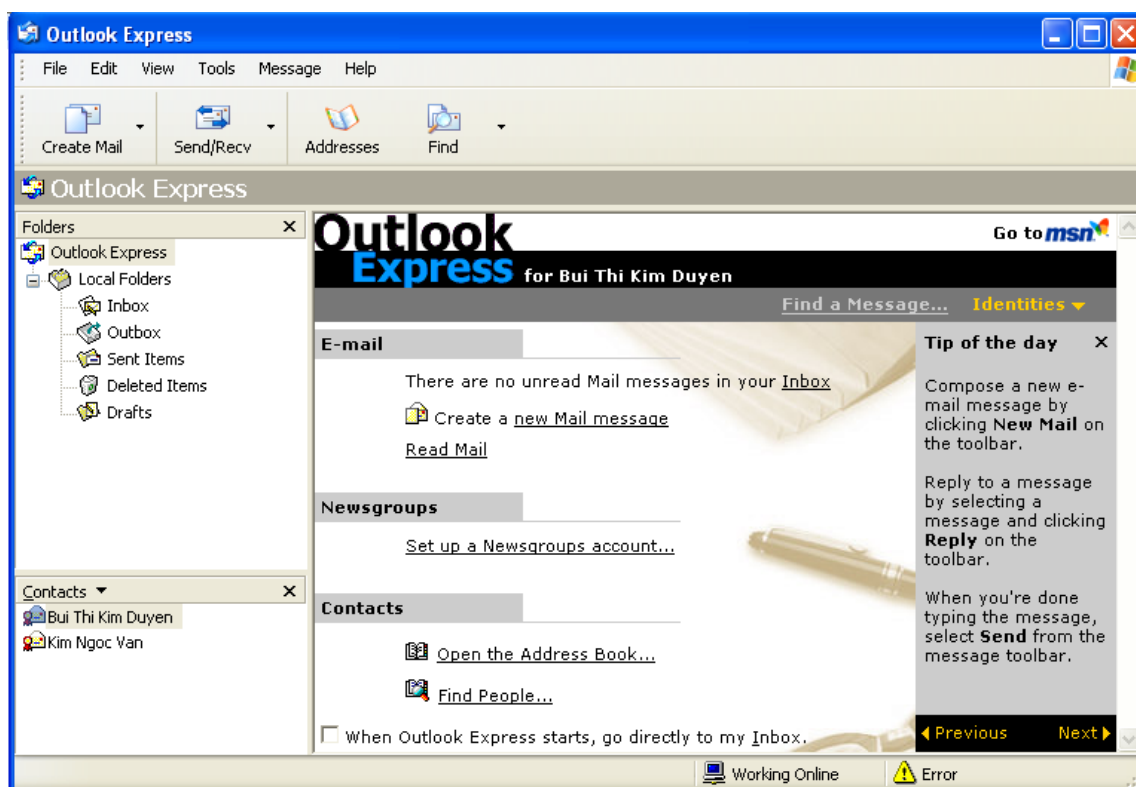 Outlook Express
File Edit View Tools Message Help
Create Mail Send/Recv Addresses Find
Outlook Express
Folders
Outlook Express
Local Folders
Inbox
Outbox
Sent Items
Deleted Items
Drafts
Contacts
Bui Thi Kim Duyen
Kim Ngoc Van
Outlook
Go to msn
Express for Bui Thi Kim Duyen
Find a Message... Identities
E-mail
There are no unread Mail messages in your Inbox
Create a new Mail message
Read Mail
Newsgroups
Set up a Newsgroups account...
Contacts
Open the Address Book...
Find People...
When Outlook Express starts, go directly to my Inbox.
Tip of the day
Compose a new e-
mail message by
clicking New Mail on
the toolbar.
Reply to a message
by selecting a
message and clicking
Reply on the
toolbar.
When you're done
typing the message,
select Send from the
message toolbar.
Previous Next
Working Online Error